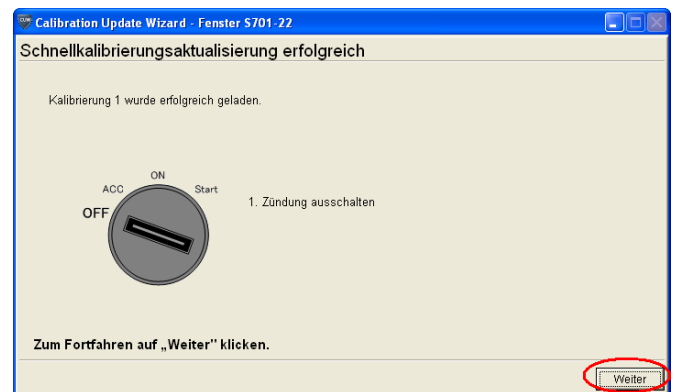 Calibration Update Wizard - Fenster S701-22
Schnellkalibrierungsaktualisierung erfolgreich
Kalibrierung 1 wurde erfolgreich geladen.
ON
ACC
Start
OFF
1. Zündung ausschalten
Zum Fortfahren auf „Weiter" klicken.
Weiter